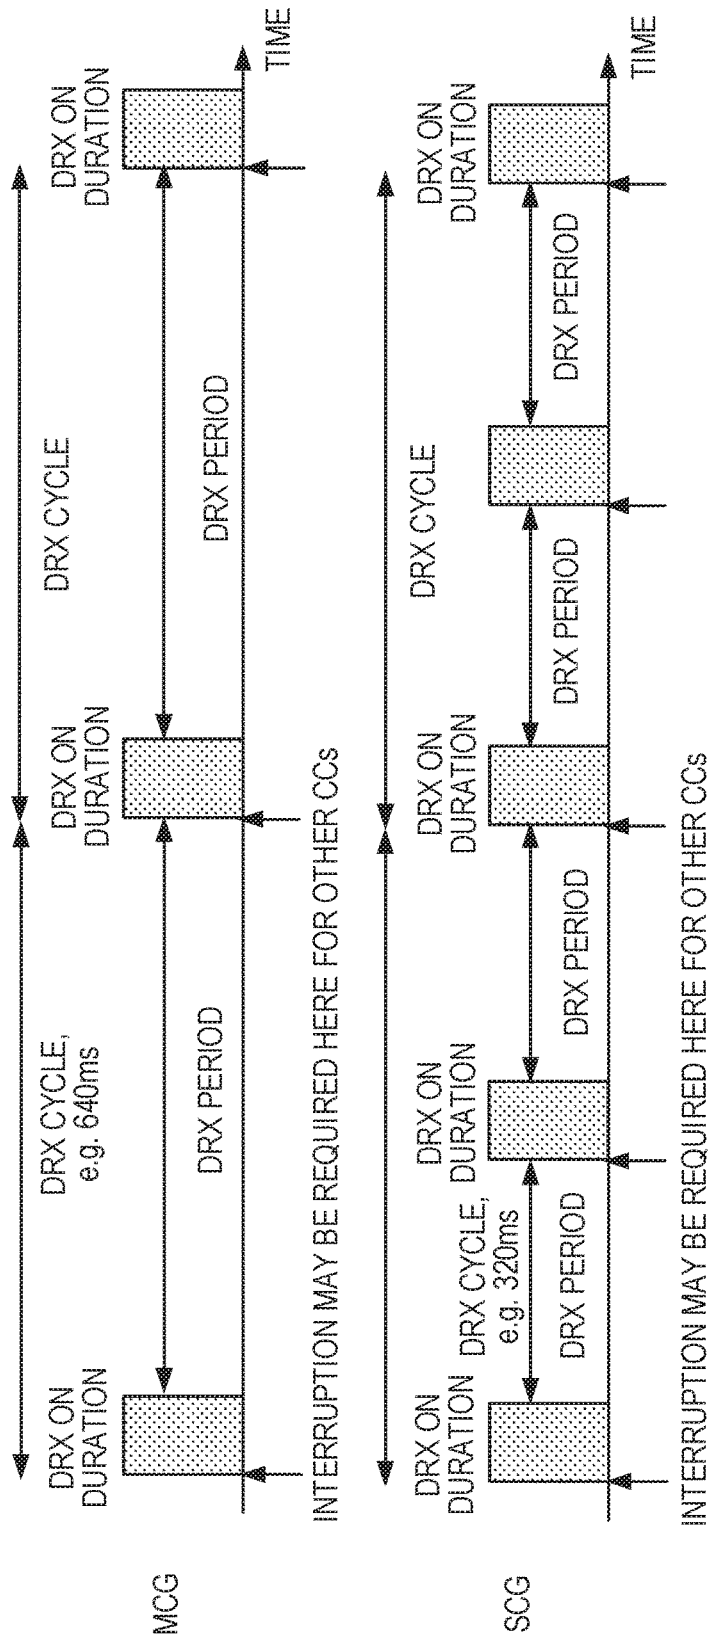 MCG
DRX ON
DURATION
DRX CYCLE,
e.g. 640ms
DRX PERIOD
DRX ON
DURATION
DRX CYCLE
DRX PERIOD
DRX ON
DURATION
TIME
INTERRUPTION MAY BE REQUIRED HERE FOR OTHER CCs
SCG
DRX ON
DURATION
DRX CYCLE,
e.g. 320ms
DRX PERIOD
DRX ON
DURATION
DRX PERIOD
DRX ON
DURATION
DRX CYCLE
DRX PERIOD
DRX PERIOD
DRX ON
DURATION
TIME
INTERRUPTION MAY BE REQUIRED HERE FOR OTHER CCs